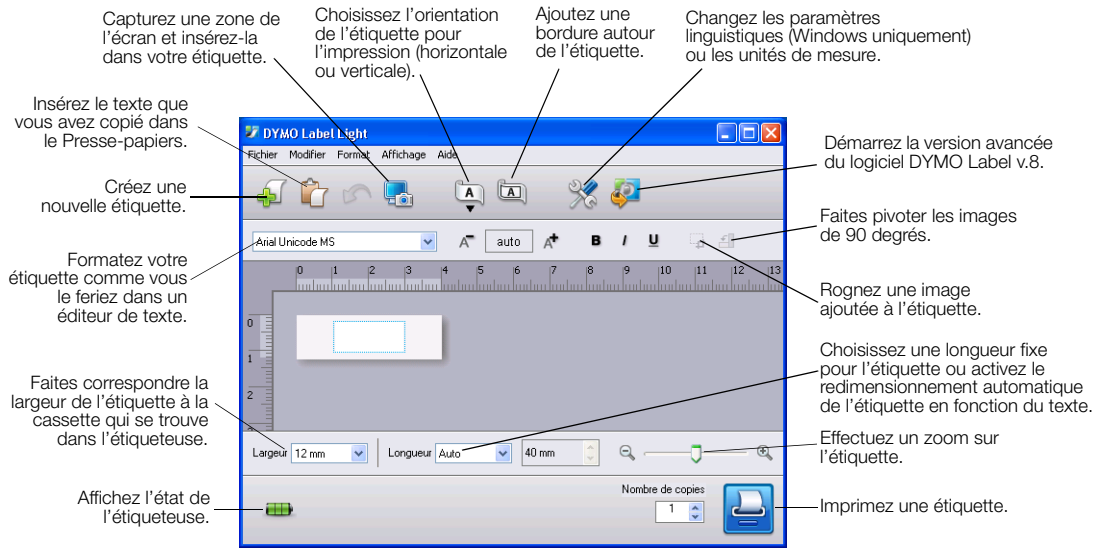 Capturez une zone de
l'écran et insérez-la
dans votre étiquette.
Choisissez l'orientation
de l'étiquette pour
l'impression (horizontale
ou verticale).
Ajoutez une
bordure autour
de l'étiquette.
Changez les paramètres
linguistiques (Windows uniquement)
ou les unités de mesure.
Insérez le texte que
vous avez copié dans
le Presse-papiers.
Créez une
nouvelle étiquette.
Formatez votre
étiquette comme vous
le feriez dans un
éditeur de texte.
Faites correspondre la
largeur de l'étiquette à la
cassette qui se trouve
dans l'étiqueteuse.
Affichez l'état de
l'étiqueteuse.
DYMO Label Light
Fichier Modifier Format Affichage Aide
A A
Arial Unicode MS A auto A B I U
0 1 2 3 4 5 6 7 8 9 10 11 12 13
0
1
2
Largeur 12 mm Longueur Auto 40 mm
Nombre de copies
1
Démarrez la version avancée
du logiciel DYMO Label v.8.
Faites pivoter les images
de 90 degrés.
Rognez une image
ajoutée à l'étiquette.
Choisissez une longueur fixe
pour l'étiquette ou activez le
redimensionnement automatique
de l'étiquette en fonction du texte.
Effectuez un zoom sur
l'étiquette.
Imprimez une étiquette.